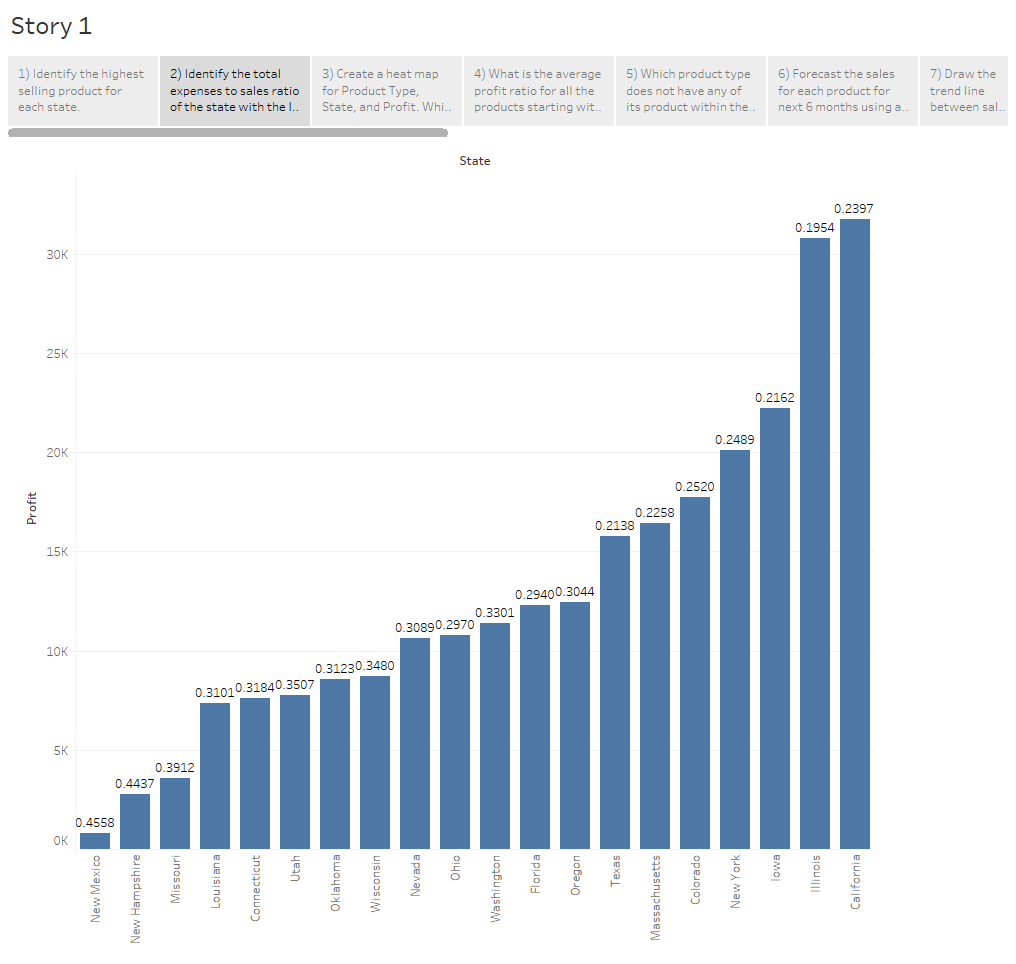 Story 1
1) Identify the highest
selling product for
each state.
2) Identify the total
expenses to sales ratio
of the state with the l..
3) Create a heat map
for Product Type,
State, and Profit. Whi..
4) What is the average
profit ratio for all the
products starting wit..
5) Which product type
does not have any of
its product within the..
6) Forecast the sales
for each product for
next 6 months using a..
7) Draw the
trend line
between sal..
State
Profit
30K
25K
20K
15K
10K
5K
0K
0.4558
0.4437
0.3912
0.3101
0.3184
0.3507
0.3123
0.3480
0.3089
0.2970
0.3301
0.2940
0.3044
0.2138
0.2258
0.2520
0.2489
0.2162
0.1954
0.2397
New Mexico
New Hampshire
Missouri
Louisiana
Connecticut
Utah
Oklahoma
Wisconsin
Nevada
Ohio
Washington
Florida
Oregon
Texas
Massachusetts
Colorado
New York
Iowa
Illinois
California